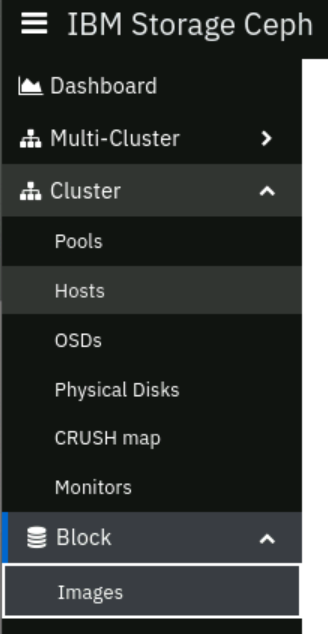 IBM Storage Ceph
Dashboard
Multi-Cluster
Cluster
Pools
Hosts
OSDs
Physical Disks
CRUSH map
Monitors
Block
Images